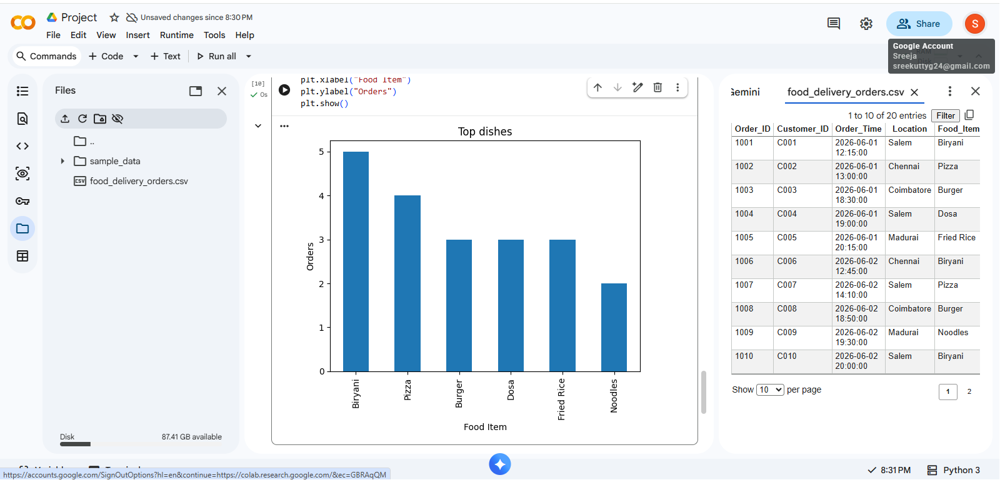 Project
Unsaved changes since 8:30 PM
File Edit View Insert Runtime Tools Help
Share
S
Google Account
Sreeja
sreekuttyg24@gmail.com
Commands
+ Code
+ Text
Run all
Files
..
sample_data
CSV food_delivery_orders.csv
Disk
87.41 GB available
[10]
0s
plt.xlabel("Food Item")
plt.ylabel("Orders")
plt.show()
Top dishes
5
4
3
2
1
0
Orders
Biryani
Pizza
Burger
Dosa
Fried Rice
Noodles
Food Item
Gemini
food_delivery_orders.csv
1 to 10 of 20 entries Filter
Order_ID Customer_ID Order_Time Location Food_Item
1001 C001 2026-06-01 12:15:00 Salem Biryani
1002 C002 2026-06-01 13:00:00 Chennai Pizza
1003 C003 2026-06-01 18:30:00 Coimbatore Burger
1004 C004 2026-06-01 19:00:00 Salem Dosa
1005 C005 2026-06-01 20:15:00 Madurai Fried Rice
1006 C006 2026-06-02 12:45:00 Chennai Biryani
1007 C007 2026-06-02 14:10:00 Salem Pizza
1008 C008 2026-06-02 18:50:00 Coimbatore Burger
1009 C009 2026-06-02 19:30:00 Madurai Noodles
1010 C010 2026-06-02 20:00:00 Salem Biryani
Show 10 per page
1 2
https://accounts.google.com/SignOutOptions?hl=en&continue=https://colab.research.google.com/&ec=GBRAqQM
8:31 PM
Python 3